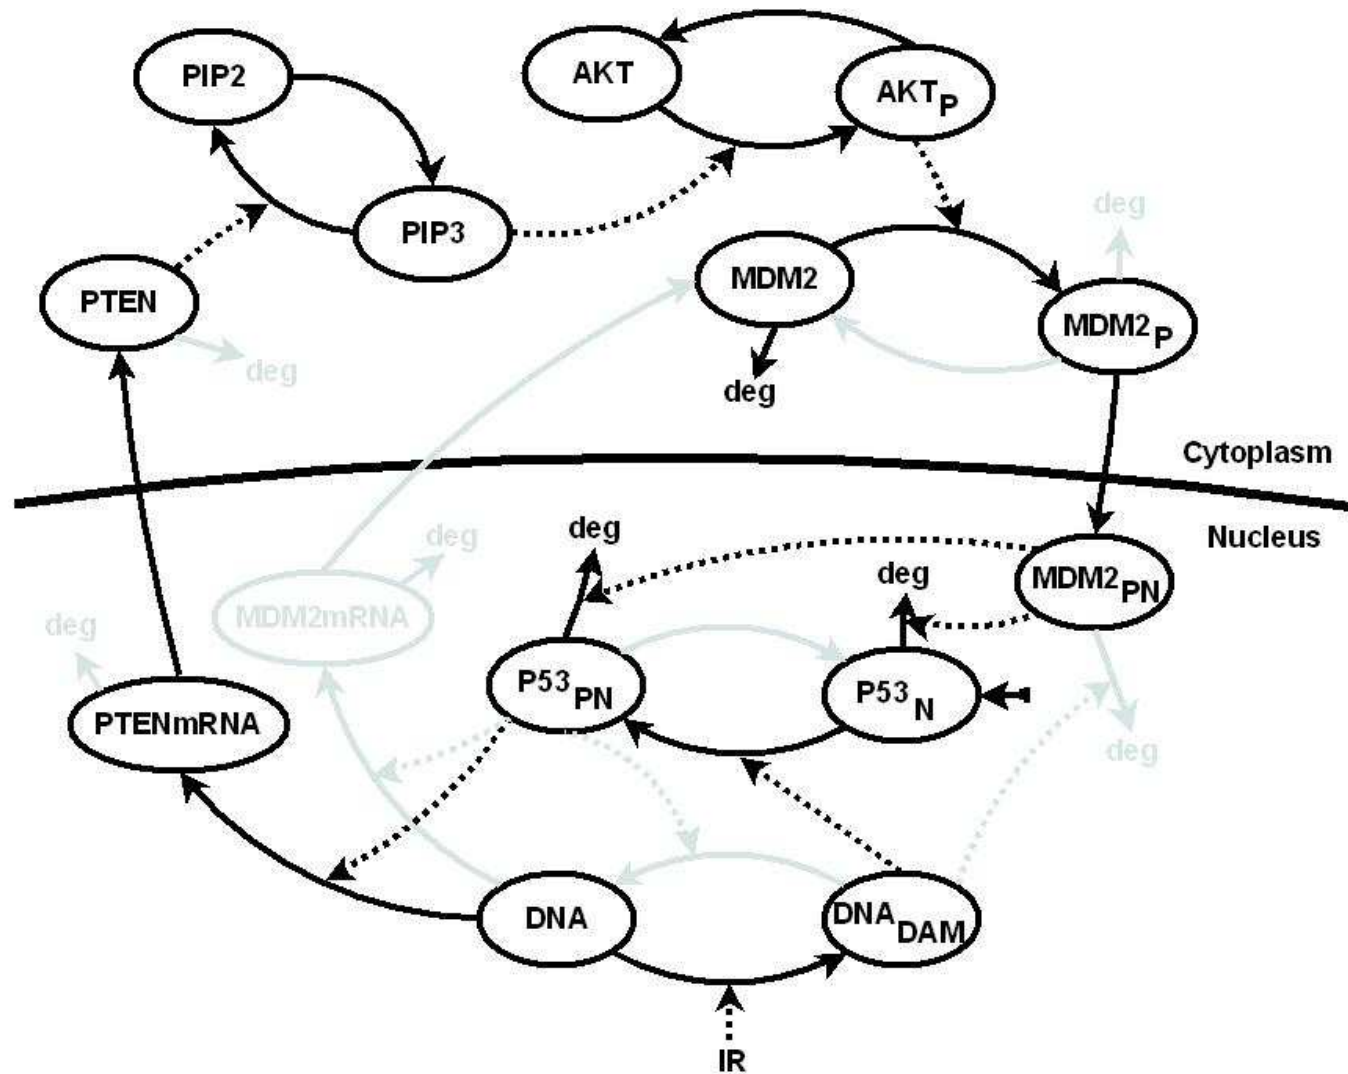 PIP2
AKT
AKTP
PIP3
deg
MDM2
PTEN
MDM2P
deg
deg
Cytoplasm
Nucleus
deg
deg
deg
MDM2PN
MDM2mRNA
deg
P53PN
P53N
PTENmRNA
deg
DNA
DNADAM
IR